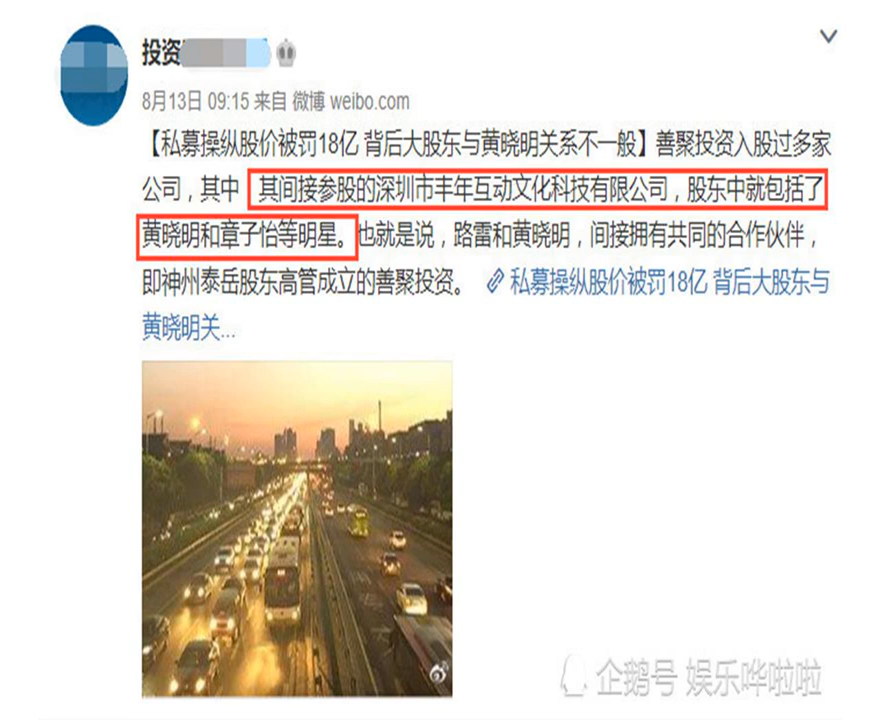 投资
8月13日 09:15 来自 微博 weibo.com
【私募操纵股价被罚18亿 背后大股东与黄晓明关系不一般】善聚投资入股过多家
公司，其中 其间接参股的深圳市丰年互动文化科技有限公司，股东中就包括了
黄晓明和章子怡等明星。也就是说，路雷和黄晓明，间接拥有共同的合作伙伴，
即神州泰岳股东高管成立的善聚投资。 私募操纵股价被罚18亿 背后大股东与
黄晓明关...
企鹅号 娱乐哗啦啦